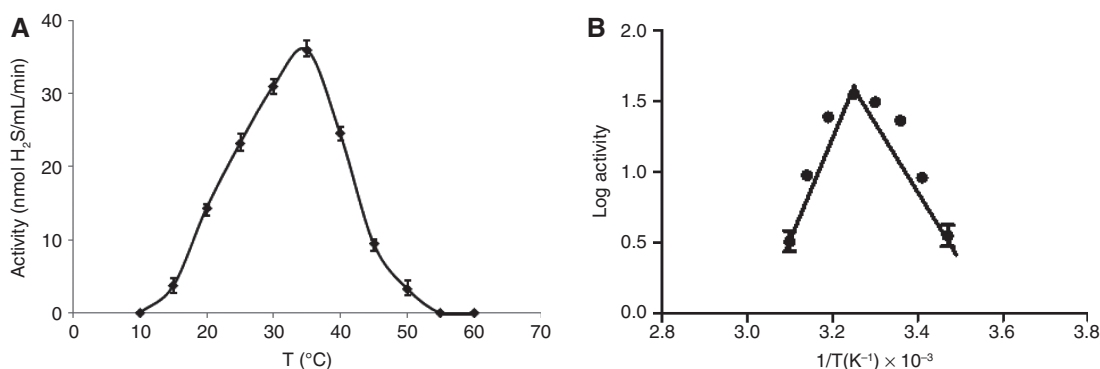 A
Activity (nmol H₂S/mL/min)
40
30
20
10
0
0 10 20 30 40 50 60 70
T (°C)
B
Log activity
2.0
1.5
1.0
0.5
0.0
2.8 3.0 3.2 3.4 3.6 3.8
1/T(K⁻¹) × 10⁻³